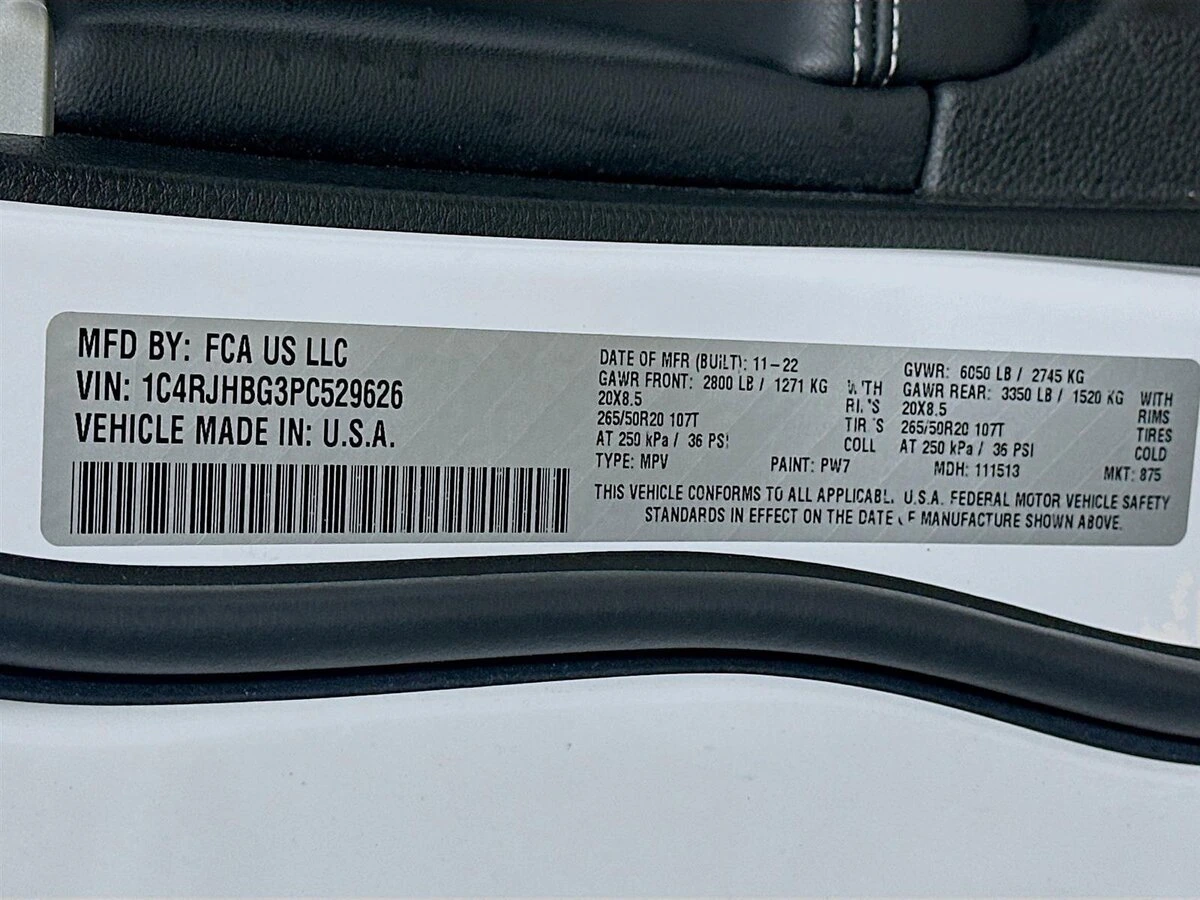 MFD BY: FCA US LLC
VIN: 1C4RJHBG3PC529626
VEHICLE MADE IN: U.S.A.
DATE OF MFR (BUILT): 11-22
GAWR FRONT: 2800 LB / 1271 KG WITH
20X8.5 RIMS
265/50R20 107T TIRES
AT 250 kPa / 36 PSI COLD
TYPE: MPV PAINT: PW7
GVWR: 6050 LB / 2745 KG
GAWR REAR: 3350 LB / 1520 KG WITH
20X8.5 RIMS
265/50R20 107T TIRES
AT 250 kPa / 36 PSI COLD
MDH: 111513 MKT: 875
THIS VEHICLE CONFORMS TO ALL APPLICABLE U.S.A. FEDERAL MOTOR VEHICLE SAFETY
STANDARDS IN EFFECT ON THE DATE OF MANUFACTURE SHOWN ABOVE.